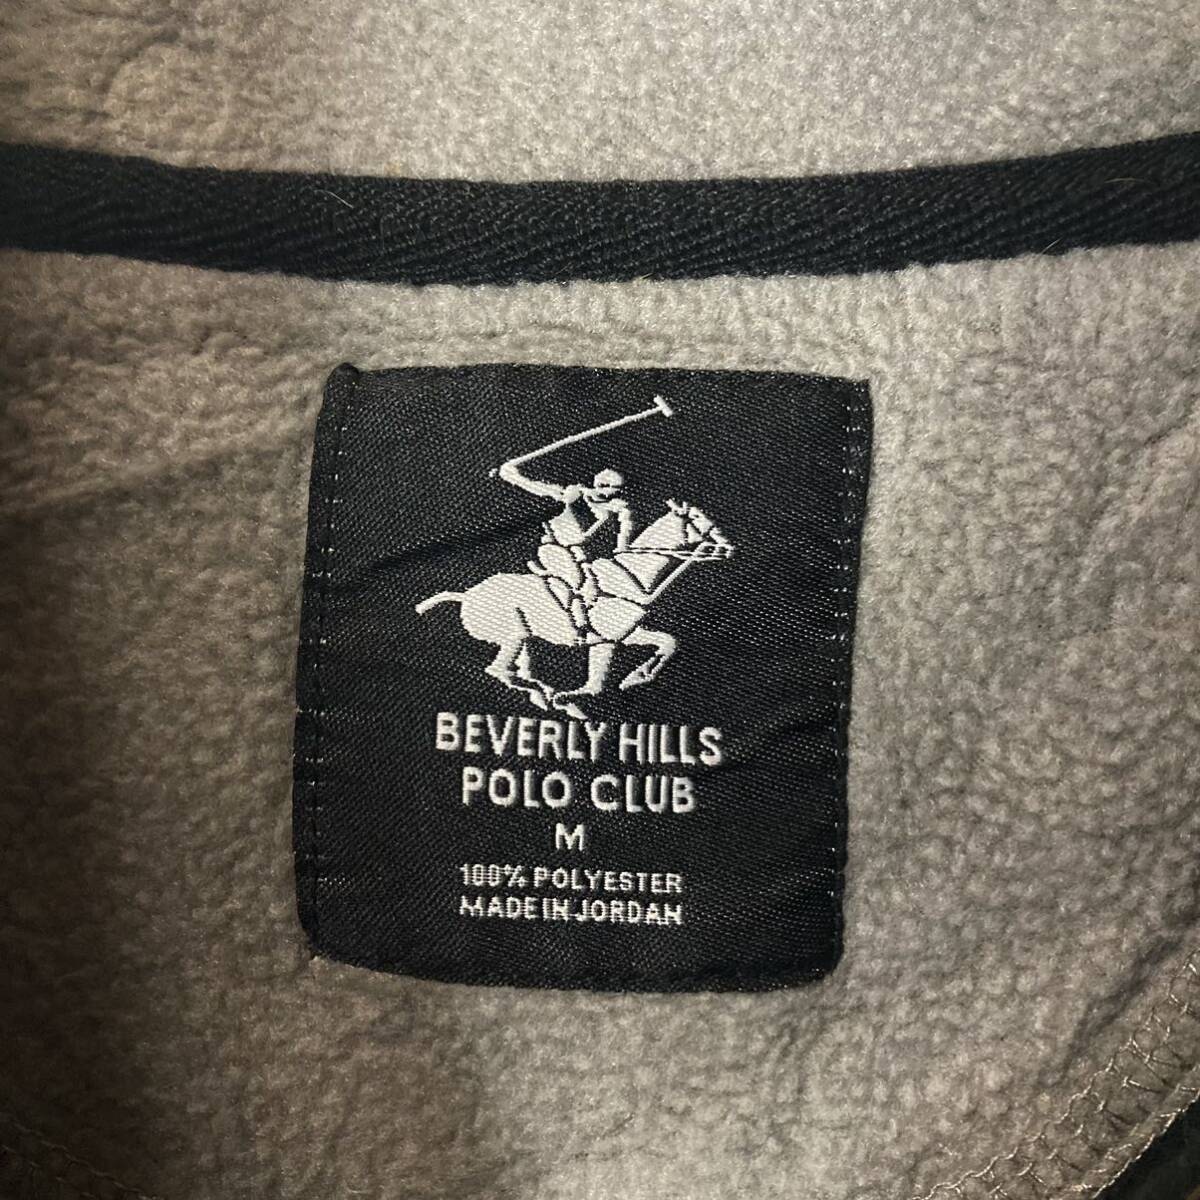 BEVERLY HILLS
POLO CLUB
M
100% POLYESTER
MADE IN JORDAN